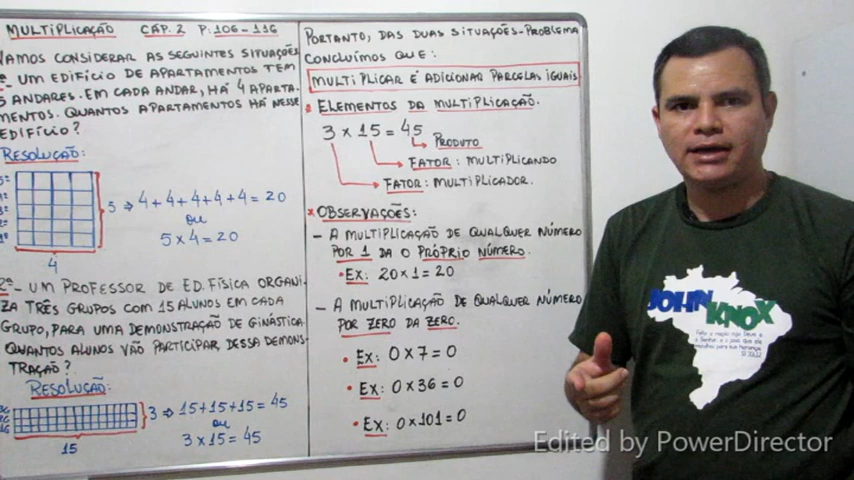 MULTIPLICAÇÃO CÁP. 2 P: 106-116
VAMOS CONSIDERAR AS SEGUINTES SITUAÇÕES
UM EDIFÍCIO DE APARTAMENTOS TEM
5 ANDARES. EM CADA ANDAR, HÁ 4 APARTA-
MENTOS. QUANTOS APARTAMENTOS HÁ NESSE
EDIFÍCIO?
RESOLUÇÃO:
5 ⇒ 4+4+4+4+4 = 20
OU
5 x 4 = 20
4
2ª- UM PROFESSOR DE ED. FÍSICA ORGANI-
ZA TRÊS GRUPOS COM 15 ALUNOS EM CADA
GRUPO, PARA UMA DEMONSTRAÇÃO DE GINÁSTICA.
QUANTOS ALUNOS VÃO PARTICIPAR DESSA DEMONS-
TRAÇÃO?
RESOLUÇÃO:
3 ⇒ 15+15+15 = 45
OU
3 x 15 = 45
15
PORTANTO, DAS DUAS SITUAÇÕES-PROBLEMA
CONCLUÍMOS QUE:
MULTIPLICAR É ADICIONAR PARCELAS IGUAIS
* ELEMENTOS DA MULTIPLICAÇÃO.
3 x 15 = 45
PRODUTO
FATOR: MULTIPLICANDO
FATOR: MULTIPLICADOR.
* OBSERVAÇÕES:
- A MULTIPLICAÇÃO DE QUALQUER NÚMERO
POR 1 DA O PRÓPRIO NÚMERO.
• EX: 20 x 1 = 20
- A MULTIPLICAÇÃO DE QUALQUER NÚMERO
POR ZERO DA ZERO.
• EX: 0 x 7 = 0
• EX: 0 x 36 = 0
• EX: 0 x 101 = 0
JOHN KNOX
Edited by PowerDirector